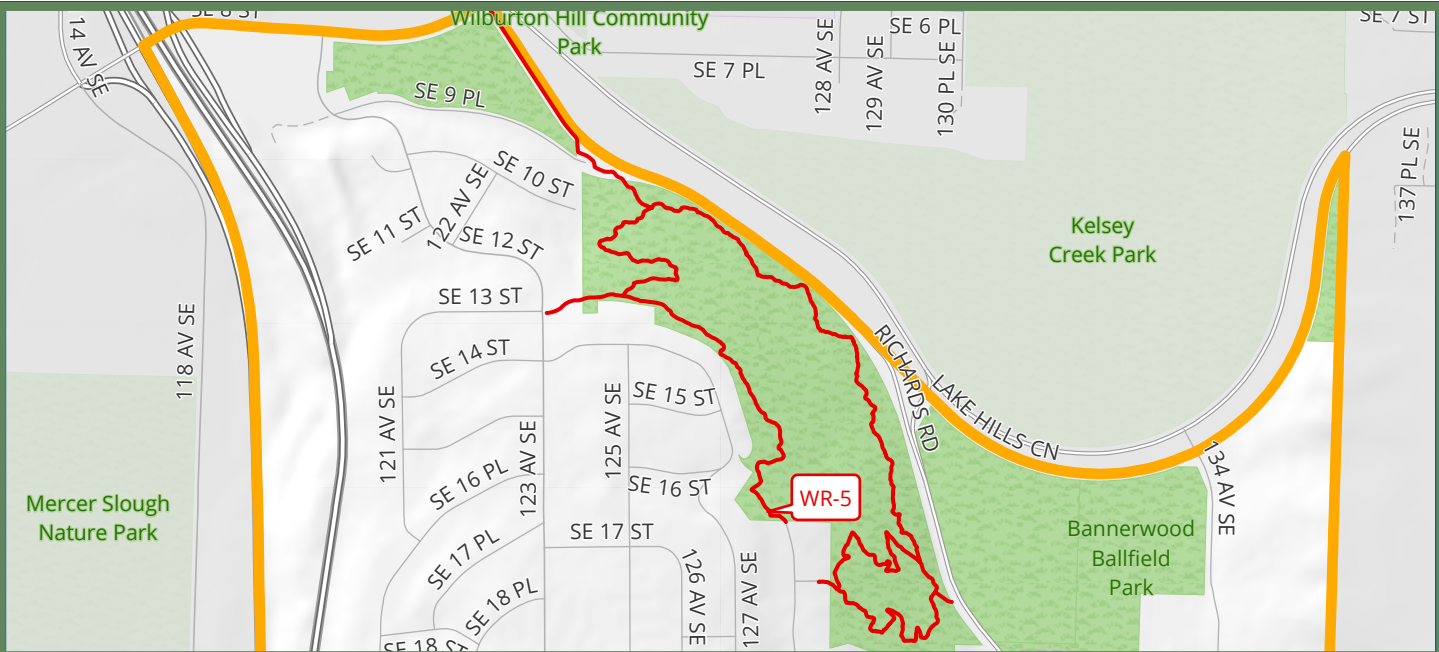 SE 8 ST
Wilburton Hill Community
Park
SE 6 PL
SE 7 ST
14 AV SE
SE 7 PL
128 AV SE
129 AV SE
130 PL SE
SE 9 PL
137 PL SE
SE 10 ST
122 AV SE
SE 11 ST
SE 12 ST
Kelsey
Creek Park
SE 13 ST
118 AV SE
SE 14 ST
RICHARDS RD
LAKE HILLS CN
121 AV SE
SE 15 ST
125 AV SE
123 AV SE
134 AV SE
SE 16 PL
SE 16 ST
WR-5
Mercer Slough
Nature Park
SE 17 ST
Bannerwood
Ballfield
Park
SE 17 PL
126 AV SE
127 AV SE
SE 18 PL
SE 18 ST